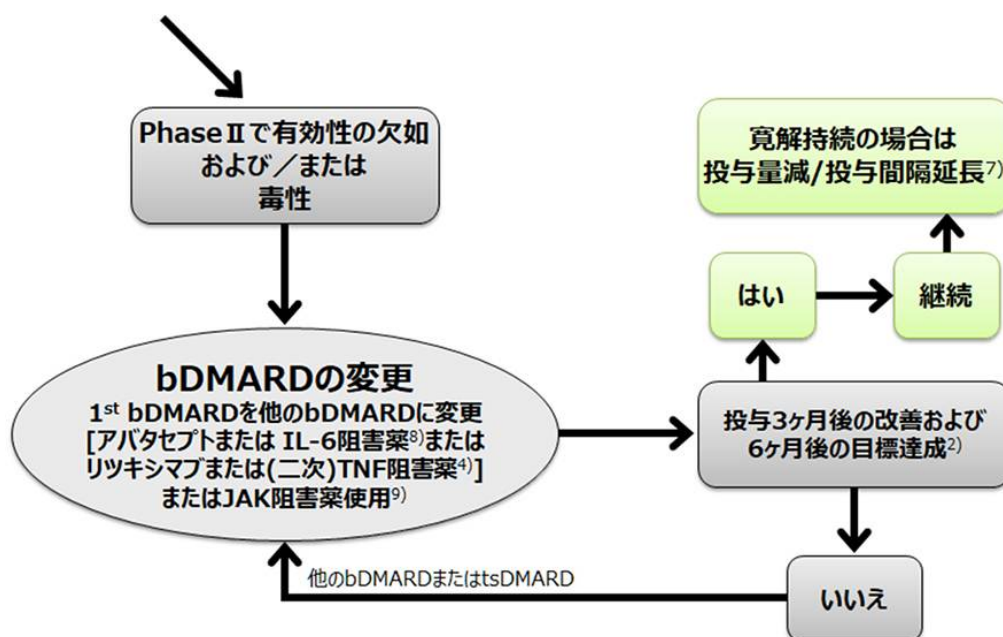 PhaseⅡで有効性の欠如
および／または
毒性
寛解持続の場合は
投与量減/投与間隔延長7)
はい
継続
bDMARDの変更
1st bDMARDを他のbDMARDに変更
[アバタセプトまたは IL-6阻害薬8)または
リツキシマブまたは(二次)TNF阻害薬4)]
またはJAK阻害薬使用9)
投与3ヶ月後の改善および
6ヶ月後の目標達成2)
他のbDMARDまたはtsDMARD
いいえ